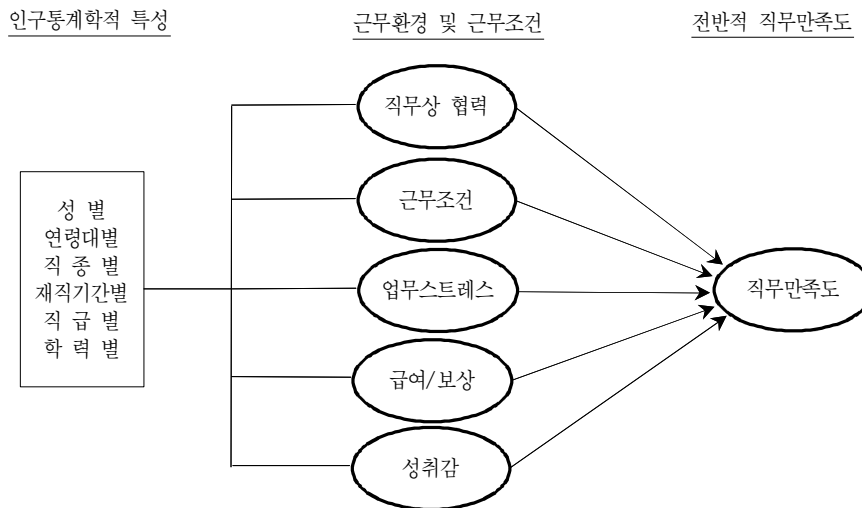 인구통계학적 특성
근무환경 및 근무조건
전반적 직무만족도
성 별
연령대별
직 종 별
재직기간별
직 급 별
학 력 별
직무상 협력
근무조건
업무스트레스
급여/보상
성취감
직무만족도